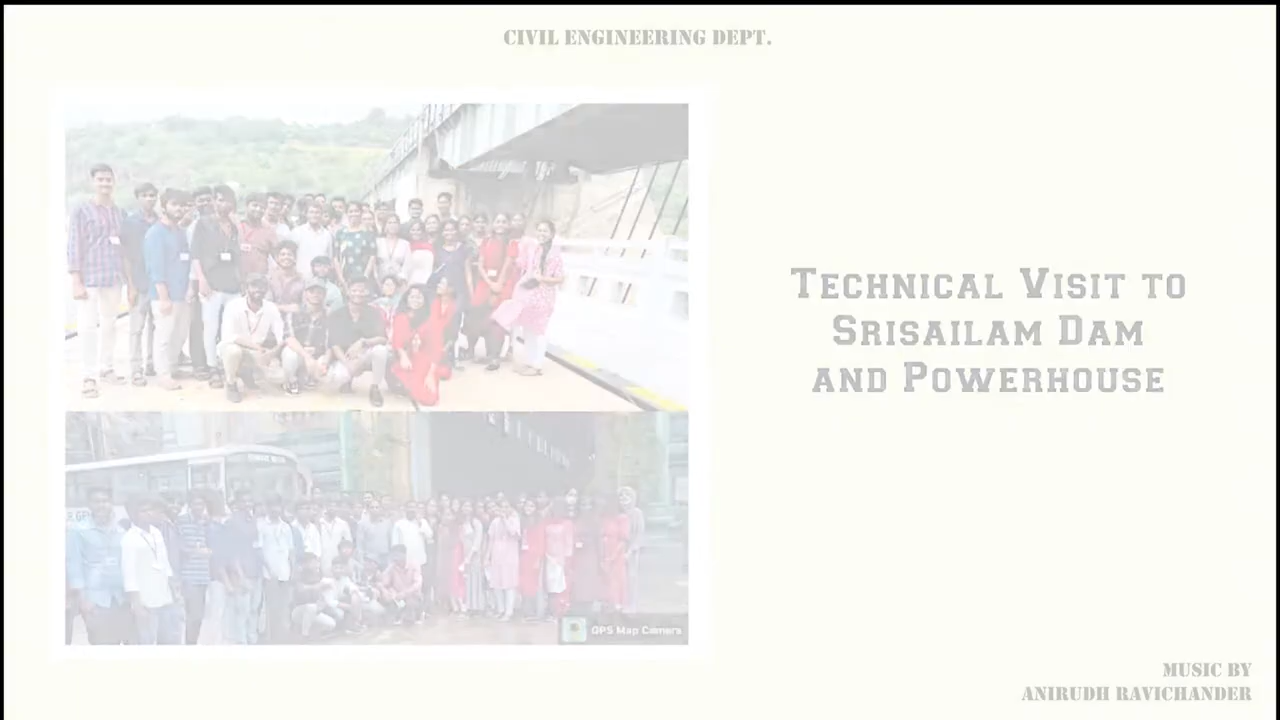 CIVIL ENGINEERING DEPT.
TECHNICAL VISIT TO
SRISAILAM DAM
AND POWERHOUSE
GPS Map Camera
MUSIC BY
ANIRUDH RAVICHANDER